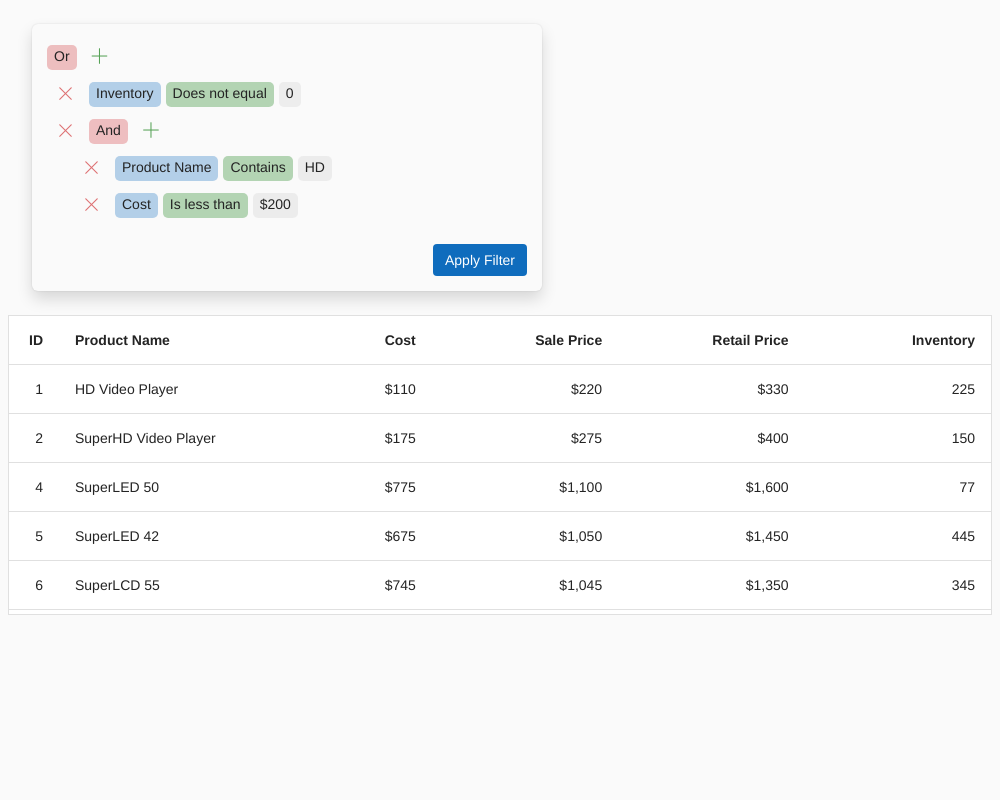 Or
Inventory Does not equal 0
And
Product Name Contains HD
Cost Is less than $200
Apply Filter
ID Product Name Cost Sale Price Retail Price Inventory
1 HD Video Player $110 $220 $330 225
2 SuperHD Video Player $175 $275 $400 150
4 SuperLED 50 $775 $1,100 $1,600 77
5 SuperLED 42 $675 $1,050 $1,450 445
6 SuperLCD 55 $745 $1,045 $1,350 345